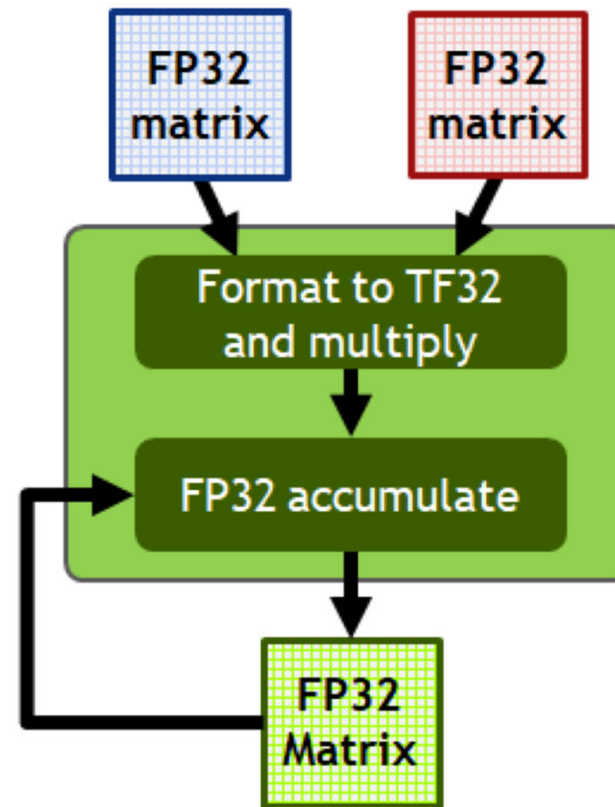 FP32
matrix
FP32
matrix
Format to TF32
and multiply
FP32 accumulate
FP32
Matrix